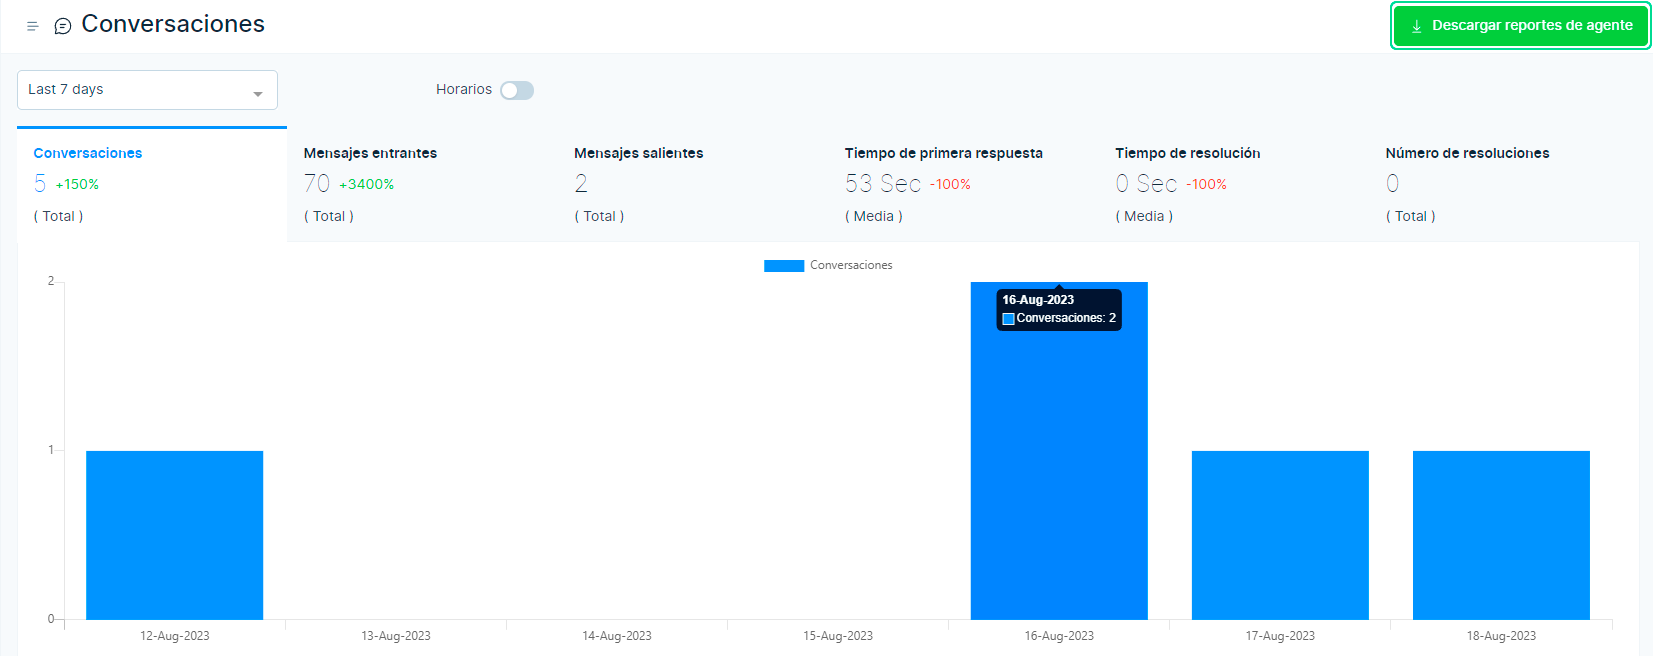 Conversaciones
Descargar reportes de agente
Last 7 days
Horarios
Conversaciones
5 +150%
( Total )
Mensajes entrantes
70 +3400%
( Total )
Mensajes salientes
2
( Total )
Tiempo de primera respuesta
53 Sec -100%
( Media )
Tiempo de resolución
0 Sec -100%
( Media )
Número de resoluciones
0
( Total )
Conversaciones
2
1
0
16-Aug-2023
Conversaciones: 2
12-Aug-2023
13-Aug-2023
14-Aug-2023
15-Aug-2023
16-Aug-2023
17-Aug-2023
18-Aug-2023